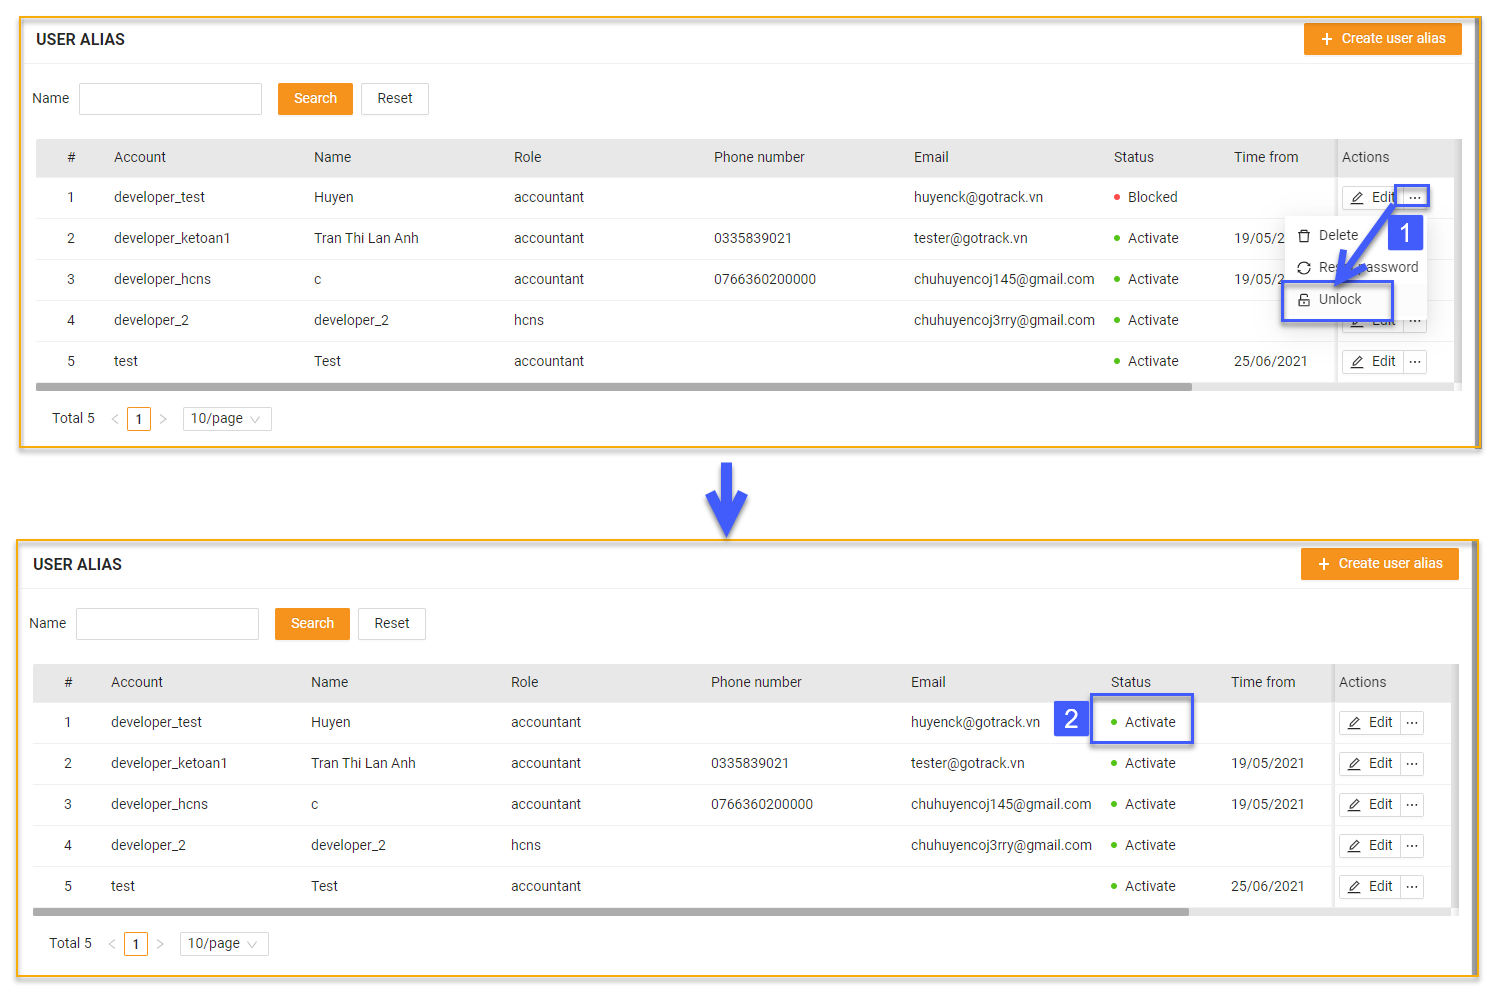 USER ALIAS
+ Create user alias
Name Search Reset
# Account Name Role Phone number Email Status Time from Actions
1 developer_test Huyen accountant huyenck@gotrack.vn Blocked Edit ...
2 developer_ketoan1 Tran Thi Lan Anh accountant 0335839021 tester@gotrack.vn Activate 19/05/2 Delete 1
3 developer_hcns c accountant 0766360200000 chuhuyencoj145@gmail.com Activate 19/05/2 password
Unlock
4 developer_2 developer_2 hcns chuhuyencoj3rry@gmail.com Activate Edit ...
5 test Test accountant Activate 25/06/2021 Edit ...
Total 5 < 1 > 10/page
USER ALIAS
+ Create user alias
Name Search Reset
# Account Name Role Phone number Email Status Time from Actions
1 developer_test Huyen accountant huyenck@gotrack.vn 2 Activate Edit ...
2 developer_ketoan1 Tran Thi Lan Anh accountant 0335839021 tester@gotrack.vn Activate 19/05/2021 Edit ...
3 developer_hcns c accountant 0766360200000 chuhuyencoj145@gmail.com Activate 19/05/2021 Edit ...
4 developer_2 developer_2 hcns chuhuyencoj3rry@gmail.com Activate Edit ...
5 test Test accountant Activate 25/06/2021 Edit ...
Total 5 < 1 > 10/page